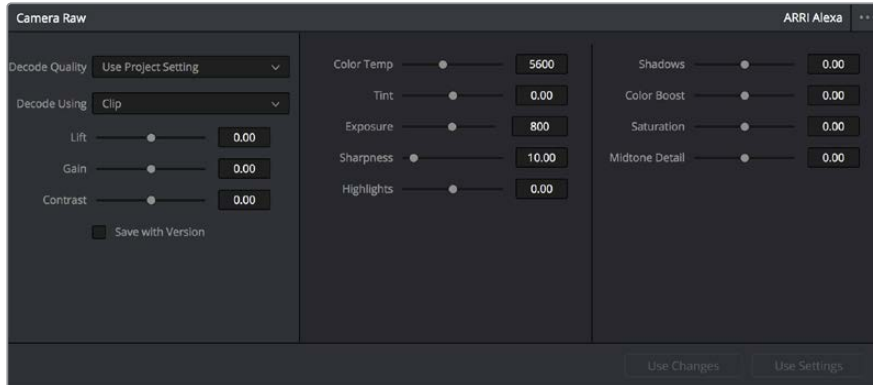 Camera Raw
ARRI Alexa
Decode Quality Use Project Setting
Decode Using Clip
Lift 0.00
Gain 0.00
Contrast 0.00
Save with Version
Color Temp 5600
Tint 0.00
Exposure 800
Sharpness 10.00
Highlights 0.00
Shadows 0.00
Color Boost 0.00
Saturation 0.00
Midtone Detail 0.00
Use Changes
Use Settings